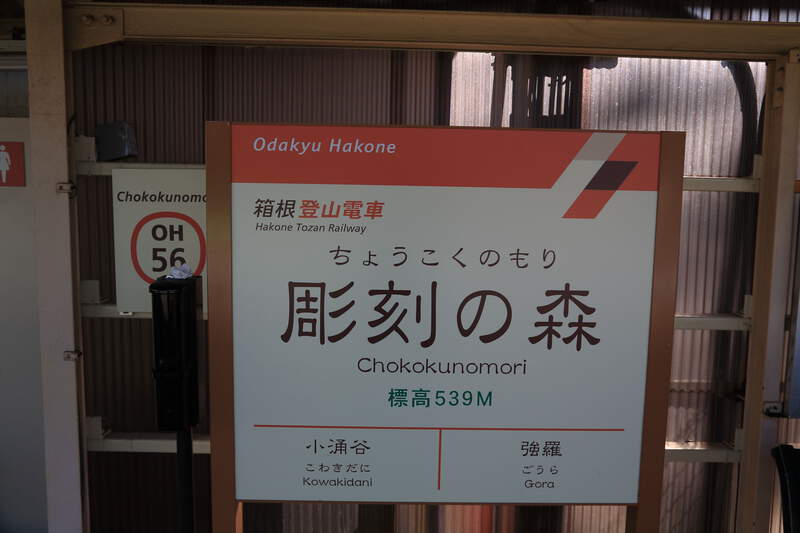 Odakyu Hakone
箱根登山電車
Hakone Tozan Railway
ちょうこくのもり
彫刻の森
Chokokunomori
標高539M
小涌谷
こわきだに
Kowakidani
強羅
ごうら
Gora
Chokokunomo
OH
56